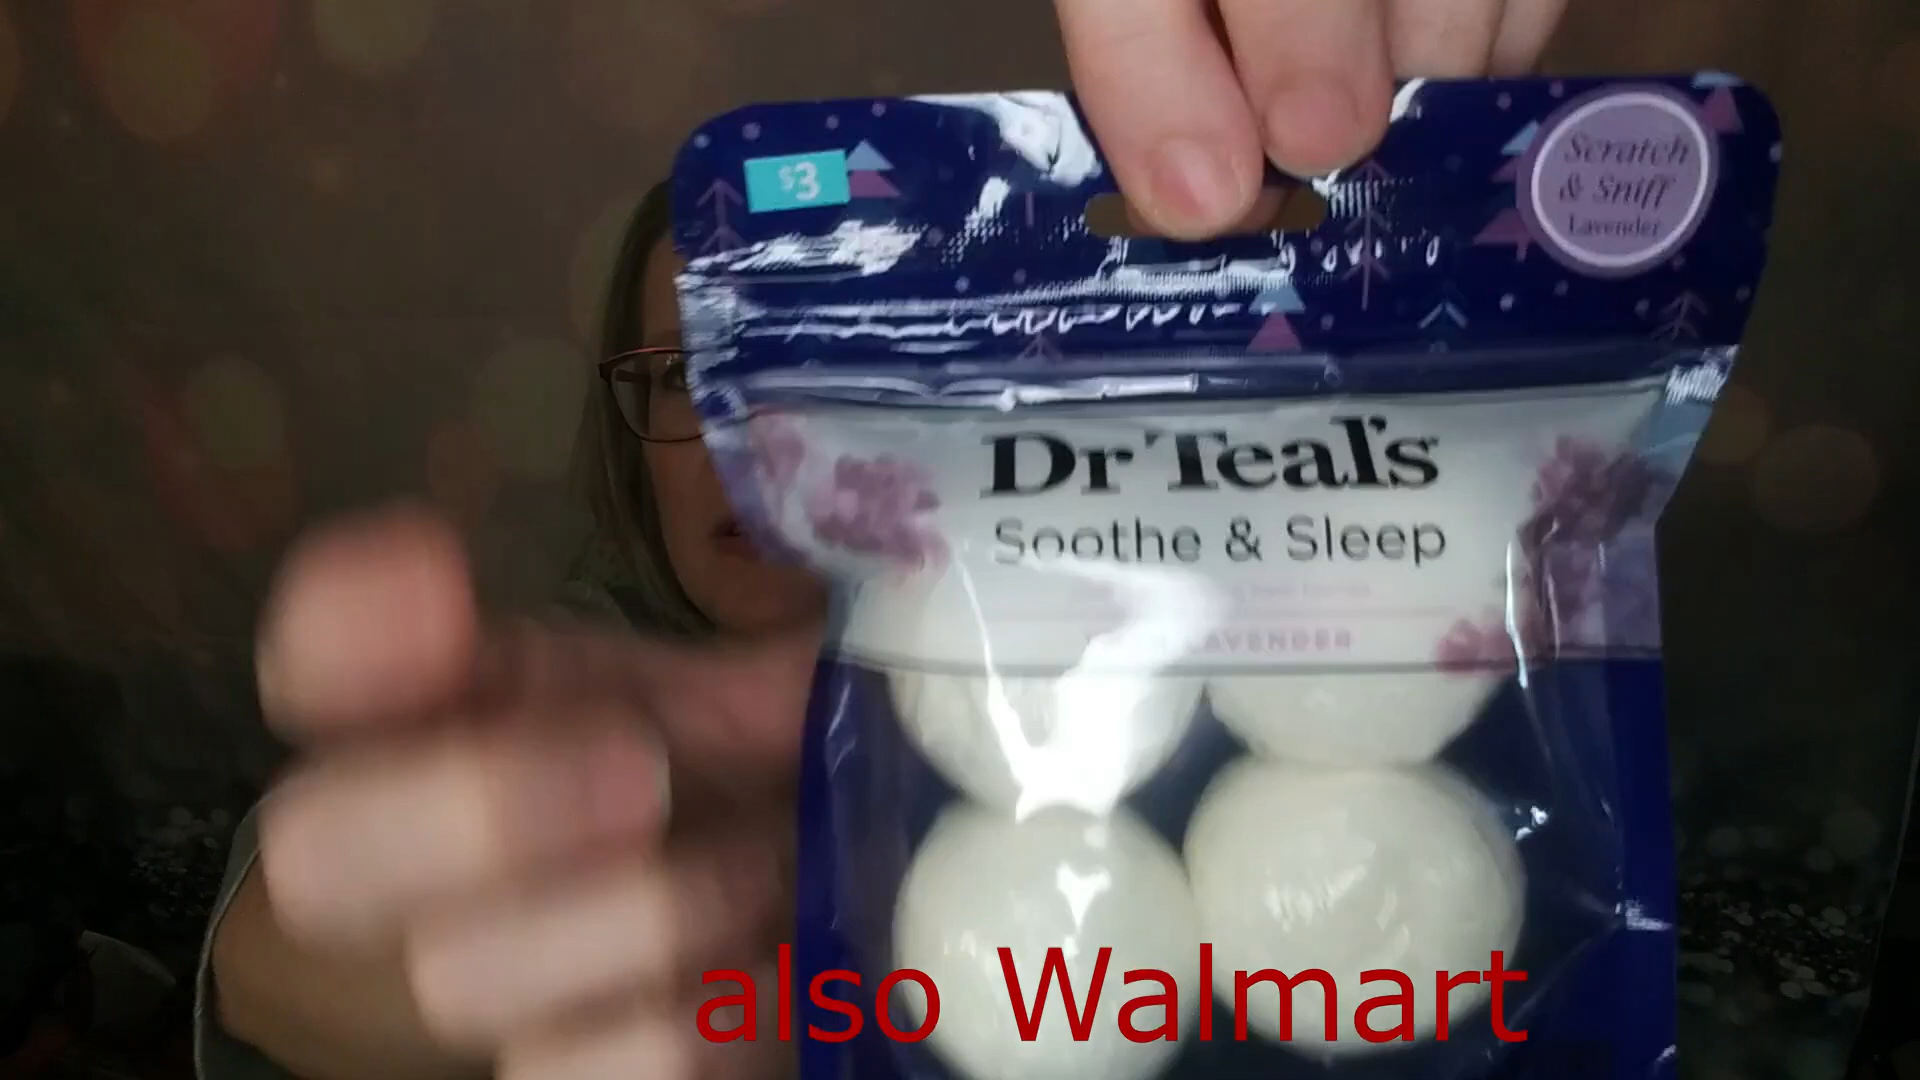 $3
Scratch
& Sniff
Lavender
Dr Teal's
Soothe & Sleep
LAVENDER
also Walmart